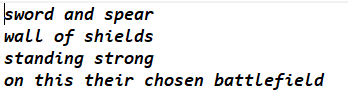 sword and spear
wall of shields
standing strong
on this their chosen battlefield